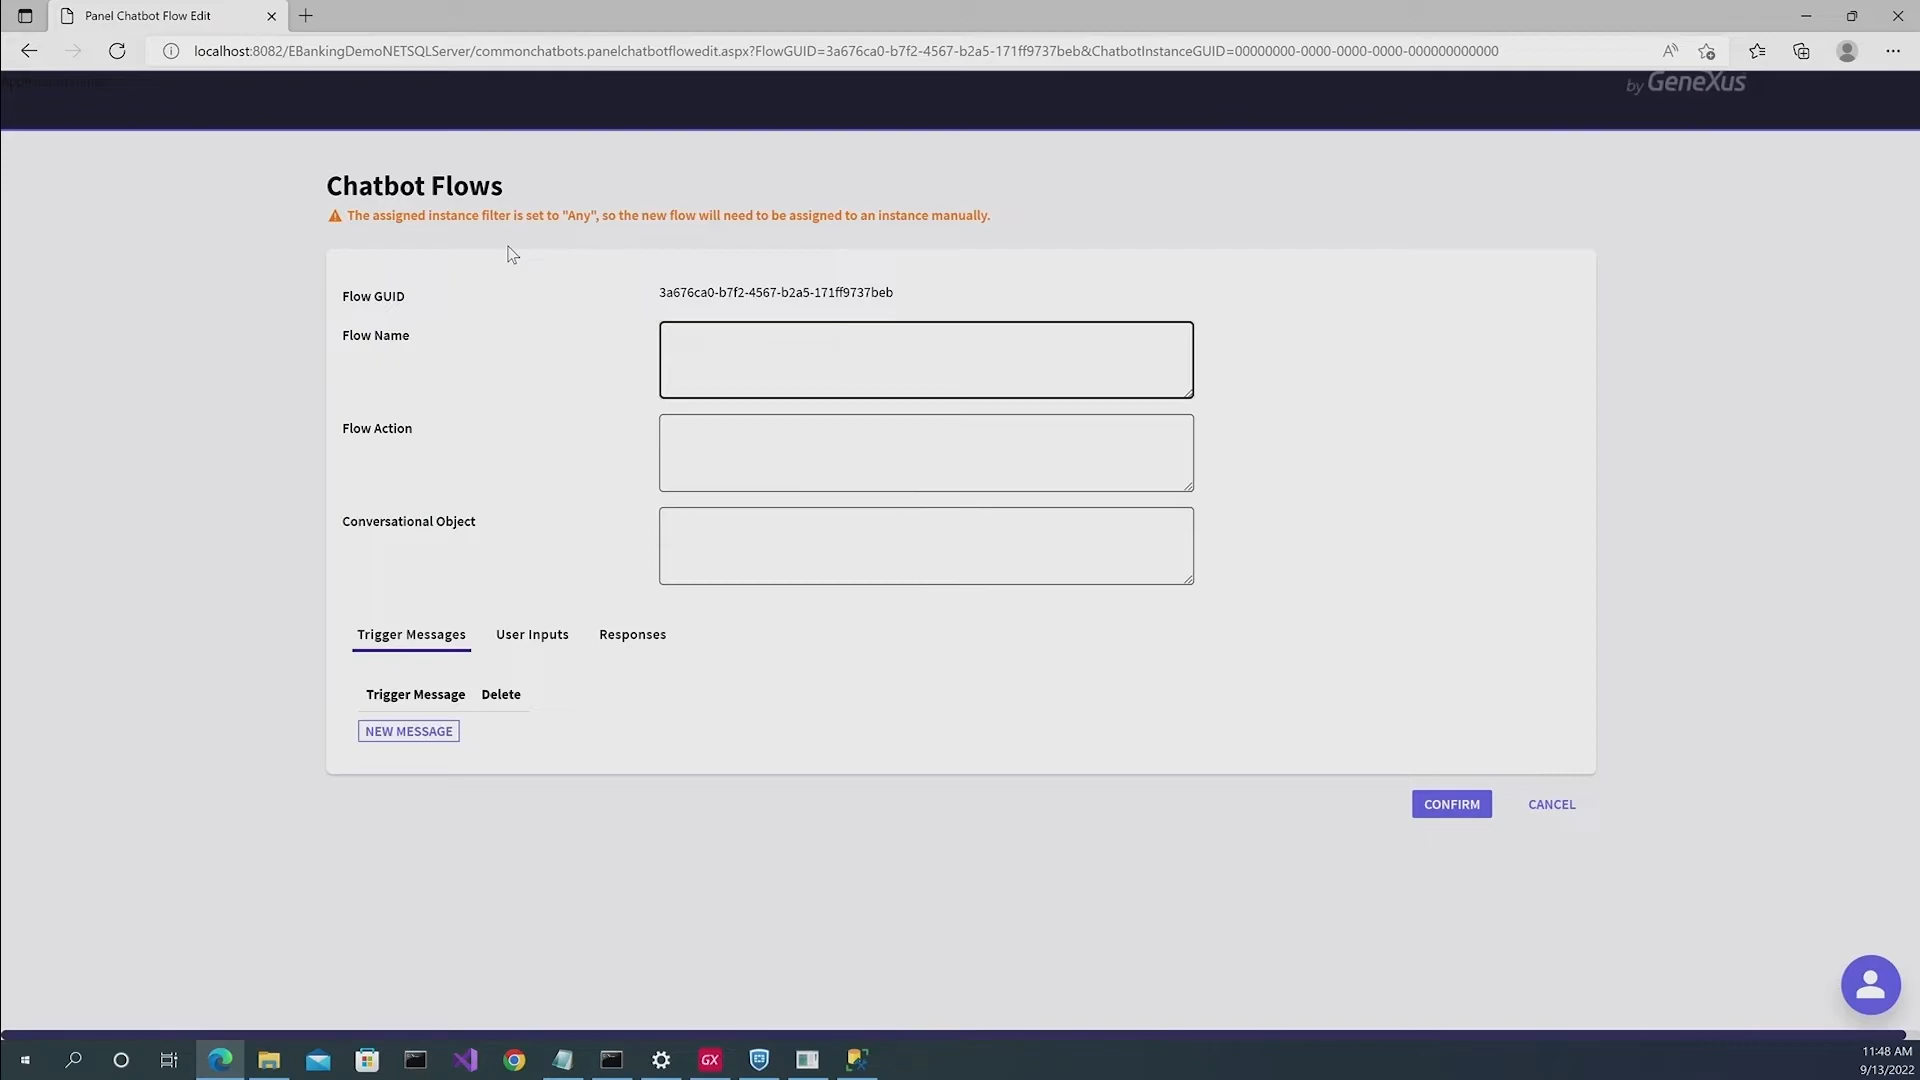 Panel Chatbot Flow Edit
localhost:8082/EBankingDemoNETSQLServer/commonchatbots.panelchatbotflowedit.aspx?FlowGUID=3a676ca0-b7f2-4567-b2a5-171ff9737beb&ChatbotInstanceGUID=00000000-0000-0000-0000-000000000000
by GeneXus
Chatbot Flows
The assigned instance filter is set to "Any", so the new flow will need to be assigned to an instance manually.
Flow GUID
3a676ca0-b7f2-4567-b2a5-171ff9737beb
Flow Name
Flow Action
Conversational Object
Trigger Messages User Inputs Responses
Trigger Message Delete
NEW MESSAGE
CONFIRM CANCEL
GX
11:48 AM
9/13/2022